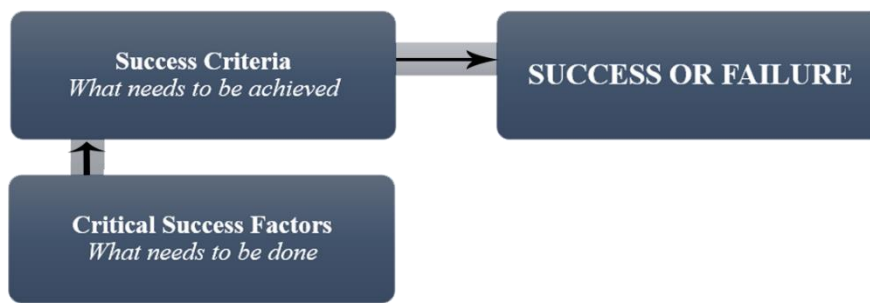 Success Criteria
What needs to be achieved
SUCCESS OR FAILURE
Critical Success Factors
What needs to be done